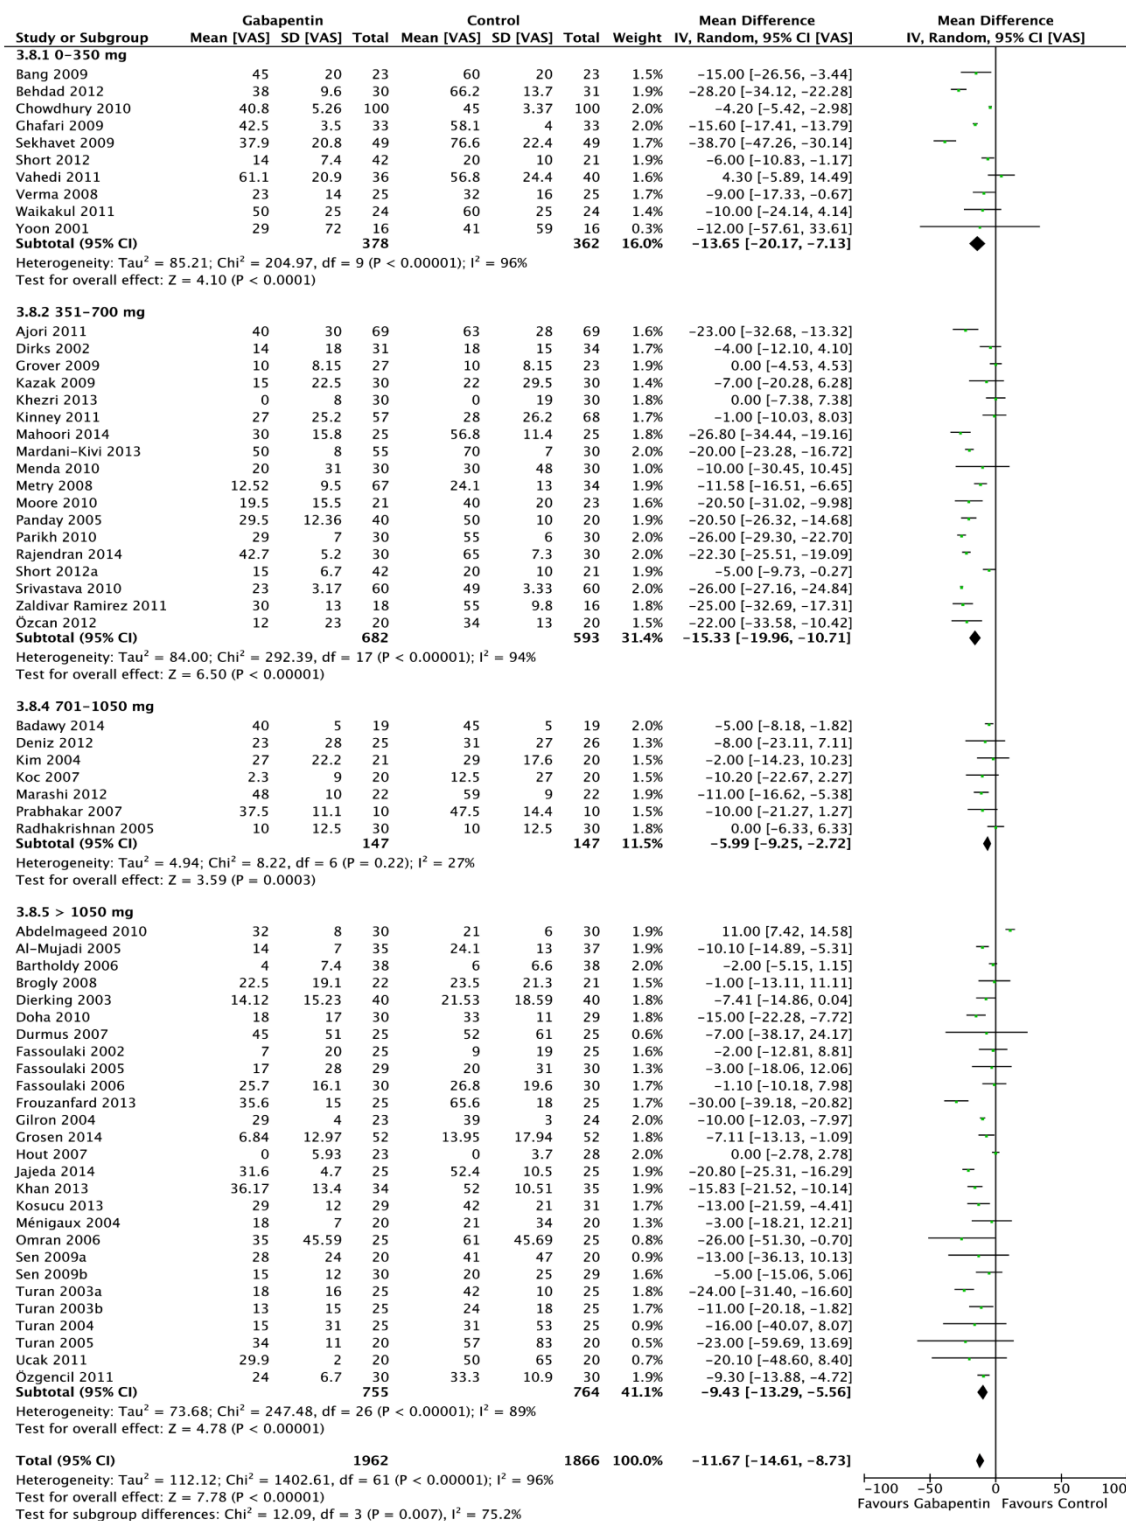 Gabapentin Control Mean Difference Mean Difference
Study or Subgroup Mean [VAS] SD [VAS] Total Mean [VAS] SD [VAS] Total Weight IV, Random, 95% CI [VAS] IV, Random, 95% CI [VAS]
3.8.1 0–350 mg
Bang 2009 45 20 23 60 20 23 1.5% -15.00 [-26.56, -3.44]
Behdad 2012 38 9.6 30 66.2 13.7 31 1.9% -28.20 [-34.12, -22.28]
Chowdhury 2010 40.8 5.26 100 45 3.37 100 2.0% -4.20 [-5.42, -2.98]
Ghafari 2009 42.5 3.5 33 58.1 4 33 2.0% -15.60 [-17.41, -13.79]
Sekhavet 2009 37.9 20.8 49 76.6 22.4 49 1.7% -38.70 [-47.26, -30.14]
Short 2012 14 7.4 42 20 10 21 1.9% -6.00 [-10.83, -1.17]
Vahedi 2011 61.1 20.9 36 56.8 24.4 40 1.6% 4.30 [-5.89, 14.49]
Verma 2008 23 14 25 32 16 25 1.7% -9.00 [-17.33, -0.67]
Waikakul 2011 50 25 24 60 25 24 1.4% -10.00 [-24.14, 4.14]
Yoon 2001 29 72 16 41 59 16 0.3% -12.00 [-57.61, 33.61]
Subtotal (95% CI) 378 362 16.0% -13.65 [-20.17, -7.13]
Heterogeneity: Tau² = 85.21; Chi² = 204.97, df = 9 (P < 0.00001); I² = 96%
Test for overall effect: Z = 4.10 (P < 0.0001)
3.8.2 351–700 mg
Ajori 2011 40 30 69 63 28 69 1.6% -23.00 [-32.68, -13.32]
Dirks 2002 14 18 31 18 15 34 1.7% -4.00 [-12.10, 4.10]
Grover 2009 10 8.15 27 10 8.15 23 1.9% 0.00 [-4.53, 4.53]
Kazak 2009 15 22.5 30 22 29.5 30 1.4% -7.00 [-20.28, 6.28]
Khezri 2013 0 8 30 0 19 30 1.8% 0.00 [-7.38, 7.38]
Kinney 2011 27 25.2 57 28 26.2 68 1.7% -1.00 [-10.03, 8.03]
Mahoori 2014 30 15.8 25 56.8 11.4 25 1.8% -26.80 [-34.44, -19.16]
Mardani-Kivi 2013 50 8 55 70 7 30 2.0% -20.00 [-23.28, -16.72]
Menda 2010 20 31 30 30 48 30 1.0% -10.00 [-30.45, 10.45]
Metry 2008 12.52 9.5 67 24.1 13 34 1.9% -11.58 [-16.51, -6.65]
Moore 2010 19.5 15.5 21 40 20 23 1.6% -20.50 [-31.02, -9.98]
Panday 2005 29.5 12.36 40 50 10 20 1.9% -20.50 [-26.32, -14.68]
Parikh 2010 29 7 30 55 6 30 2.0% -26.00 [-29.30, -22.70]
Rajendran 2014 42.7 5.2 30 65 7.3 30 2.0% -22.30 [-25.51, -19.09]
Short 2012a 15 6.7 42 20 10 21 1.9% -5.00 [-9.73, -0.27]
Srivastava 2010 23 3.17 60 49 3.33 60 2.0% -26.00 [-27.16, -24.84]
Zaldivar Ramirez 2011 30 13 18 55 9.8 16 1.8% -25.00 [-32.69, -17.31]
Özcan 2012 12 23 20 34 13 20 1.5% -22.00 [-33.58, -10.42]
Subtotal (95% CI) 682 593 31.4% -15.33 [-19.96, -10.71]
Heterogeneity: Tau² = 84.00; Chi² = 292.39, df = 17 (P < 0.00001); I² = 94%
Test for overall effect: Z = 6.50 (P < 0.00001)
3.8.4 701–1050 mg
Badawy 2014 40 5 19 45 5 19 2.0% -5.00 [-8.18, -1.82]
Deniz 2012 23 28 25 31 27 26 1.3% -8.00 [-23.11, 7.11]
Kim 2004 27 22.2 21 29 17.6 20 1.5% -2.00 [-14.23, 10.23]
Koc 2007 2.3 9 20 12.5 27 20 1.5% -10.20 [-22.67, 2.27]
Marashi 2012 48 10 22 59 9 22 1.9% -11.00 [-16.62, -5.38]
Prabhakar 2007 37.5 11.1 10 47.5 14.4 10 1.5% -10.00 [-21.27, 1.27]
Radhakrishnan 2005 10 12.5 30 10 12.5 30 1.8% 0.00 [-6.33, 6.33]
Subtotal (95% CI) 147 147 11.5% -5.99 [-9.25, -2.72]
Heterogeneity: Tau² = 4.94; Chi² = 8.22, df = 6 (P = 0.22); I² = 27%
Test for overall effect: Z = 3.59 (P = 0.0003)
3.8.5 > 1050 mg
Abdelmageed 2010 32 8 30 21 6 30 1.9% 11.00 [7.42, 14.58]
Al-Mujadi 2005 14 7 35 24.1 13 37 1.9% -10.10 [-14.89, -5.31]
Bartholdy 2006 4 7.4 38 6 6.6 38 2.0% -2.00 [-5.15, 1.15]
Brogly 2008 22.5 19.1 22 23.5 21.3 21 1.5% -1.00 [-13.11, 11.11]
Dierking 2003 14.12 15.23 40 21.53 18.59 40 1.8% -7.41 [-14.86, 0.04]
Doha 2010 18 17 30 33 11 29 1.8% -15.00 [-22.28, -7.72]
Durmus 2007 45 51 25 52 61 25 0.6% -7.00 [-38.17, 24.17]
Fassoulaki 2002 7 20 25 9 19 25 1.6% -2.00 [-12.81, 8.81]
Fassoulaki 2005 17 28 29 20 31 30 1.3% -3.00 [-18.06, 12.06]
Fassoulaki 2006 25.7 16.1 30 26.8 19.6 30 1.7% -1.10 [-10.18, 7.98]
Frouzanfard 2013 35.6 15 25 65.6 18 25 1.7% -30.00 [-39.18, -20.82]
Gilron 2004 29 4 23 39 3 24 2.0% -10.00 [-12.03, -7.97]
Grosen 2014 6.84 12.97 52 13.95 17.94 52 1.8% -7.11 [-13.13, -1.09]
Hout 2007 0 5.93 23 0 3.7 28 2.0% 0.00 [-2.78, 2.78]
Jajeda 2014 31.6 4.7 25 52.4 10.5 25 1.9% -20.80 [-25.31, -16.29]
Khan 2013 36.17 13.4 34 52 10.51 35 1.9% -15.83 [-21.52, -10.14]
Kosucu 2013 29 12 29 42 21 31 1.7% -13.00 [-21.59, -4.41]
Ménigaux 2004 18 7 20 21 34 20 1.3% -3.00 [-18.21, 12.21]
Omran 2006 35 45.59 25 61 45.69 25 0.8% -26.00 [-51.30, -0.70]
Sen 2009a 28 24 20 41 47 20 0.9% -13.00 [-36.13, 10.13]
Sen 2009b 15 12 30 20 25 29 1.6% -5.00 [-15.06, 5.06]
Turan 2003a 18 16 25 42 10 25 1.8% -24.00 [-31.40, -16.60]
Turan 2003b 13 15 25 24 18 25 1.7% -11.00 [-20.18, -1.82]
Turan 2004 15 31 25 31 53 25 0.9% -16.00 [-40.07, 8.07]
Turan 2005 34 11 20 57 83 20 0.5% -23.00 [-59.69, 13.69]
Ucak 2011 29.9 2 20 50 65 20 0.7% -20.10 [-48.60, 8.40]
Özgencil 2011 24 6.7 30 33.3 10.9 30 1.9% -9.30 [-13.88, -4.72]
Subtotal (95% CI) 755 764 41.1% -9.43 [-13.29, -5.56]
Heterogeneity: Tau² = 73.68; Chi² = 247.48, df = 26 (P < 0.00001); I² = 89%
Test for overall effect: Z = 4.78 (P < 0.00001)
Total (95% CI) 1962 1866 100.0% -11.67 [-14.61, -8.73]
Heterogeneity: Tau² = 112.12; Chi² = 1402.61, df = 61 (P < 0.00001); I² = 96%
Test for overall effect: Z = 7.78 (P < 0.00001)
Test for subgroup differences: Chi² = 12.09, df = 3 (P = 0.007), I² = 75.2%
-100 -50 0 50 100
Favours Gabapentin Favours Control